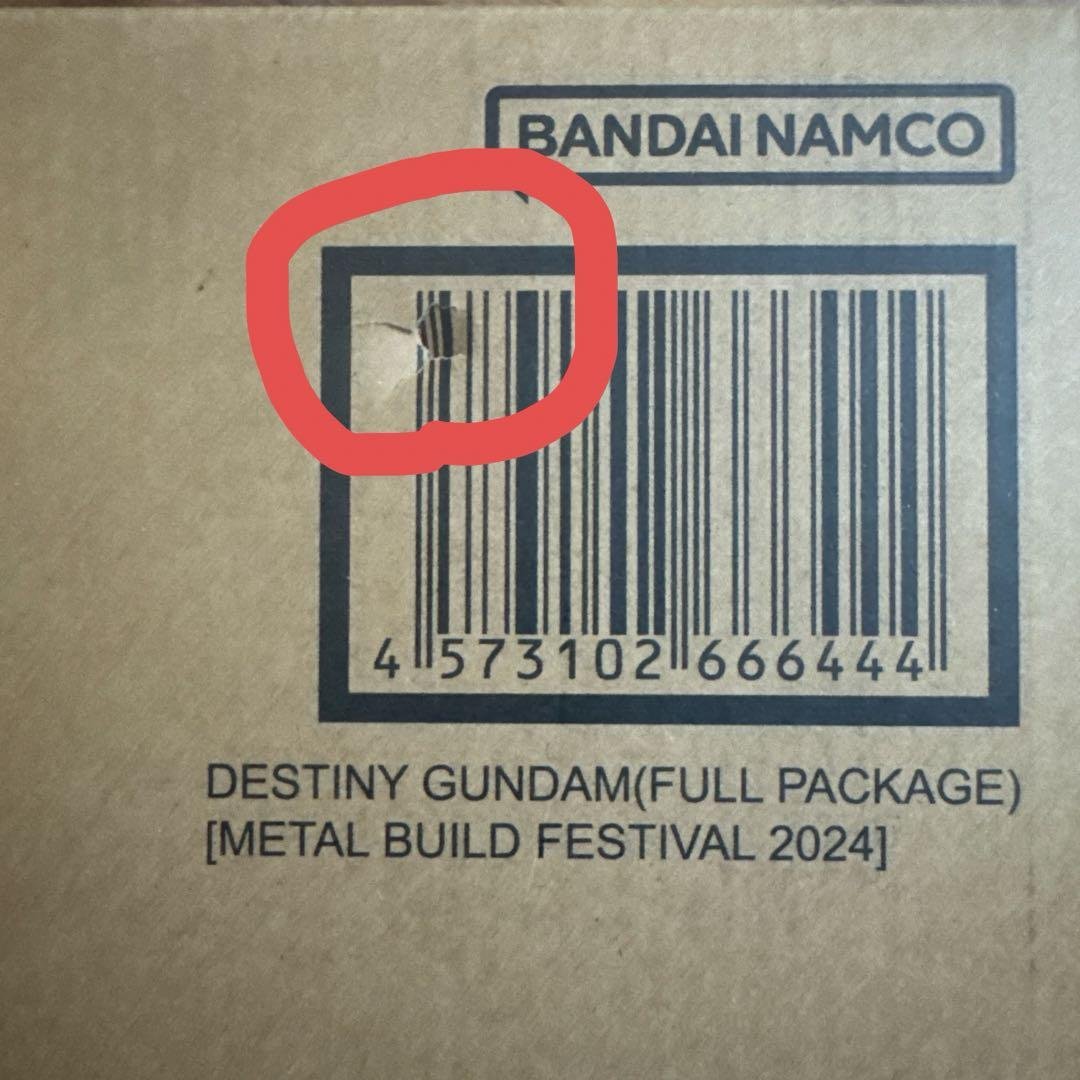 BANDAI NAMCO
4 573102 666444
DESTINY GUNDAM(FULL PACKAGE)
[METAL BUILD FESTIVAL 2024]